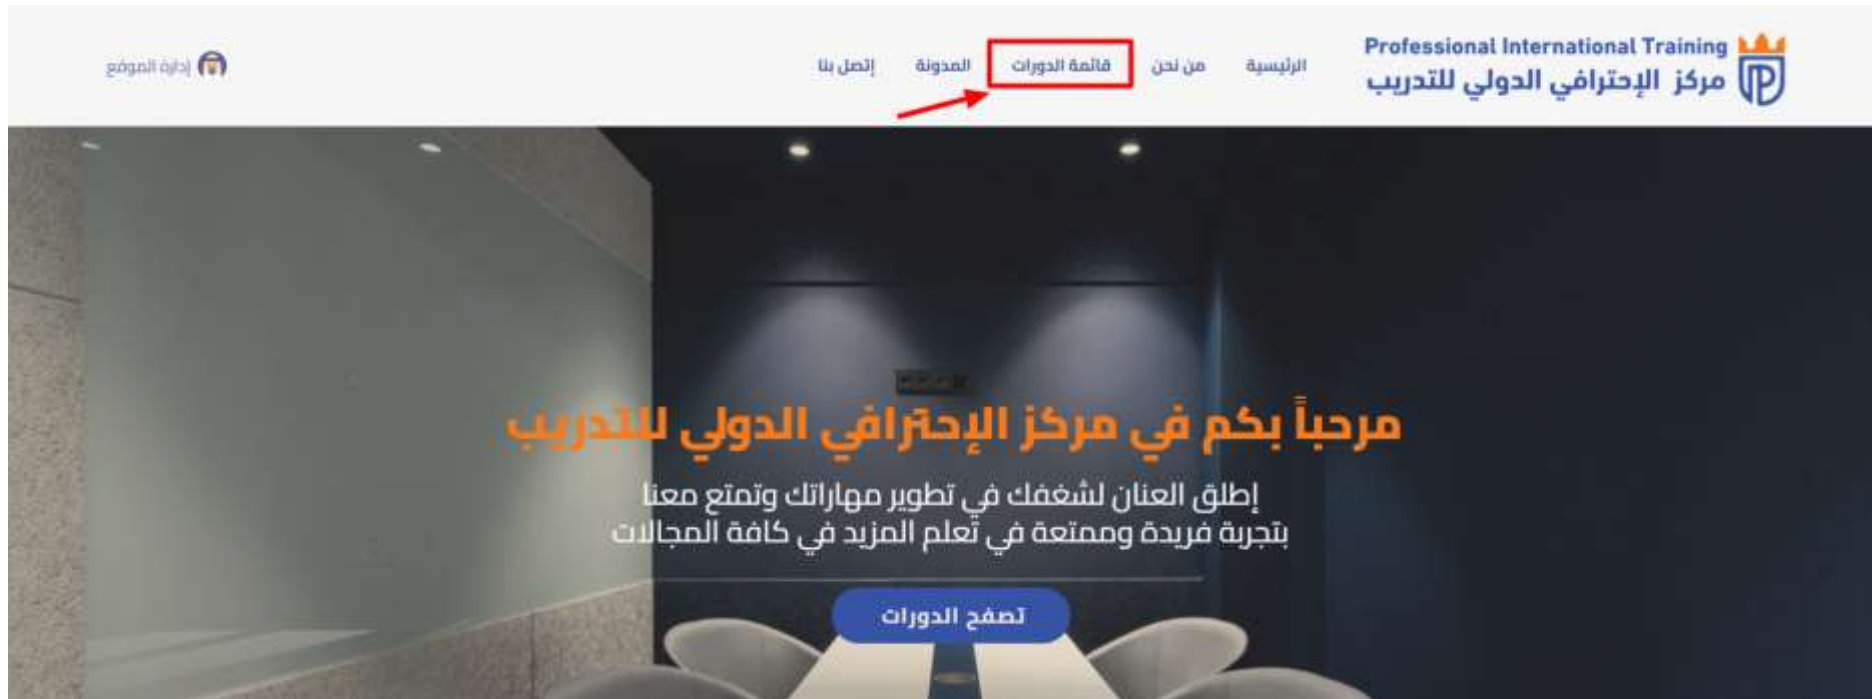 Professional International Training
مركز الإحترافي الدولي للتدريب
الرئيسية
من نحن
قائمة الدورات
المدونة
إتصل بنا
إدارة الموقع
مرحباً بكم في مركز الإحترافي الدولي للتدريب
إطلق العنان لشغفك في تطوير مهاراتك وتمتع معنا
بتجربة فريدة وممتعة في تعلم المزيد في كافة المجالات
تصفح الدورات